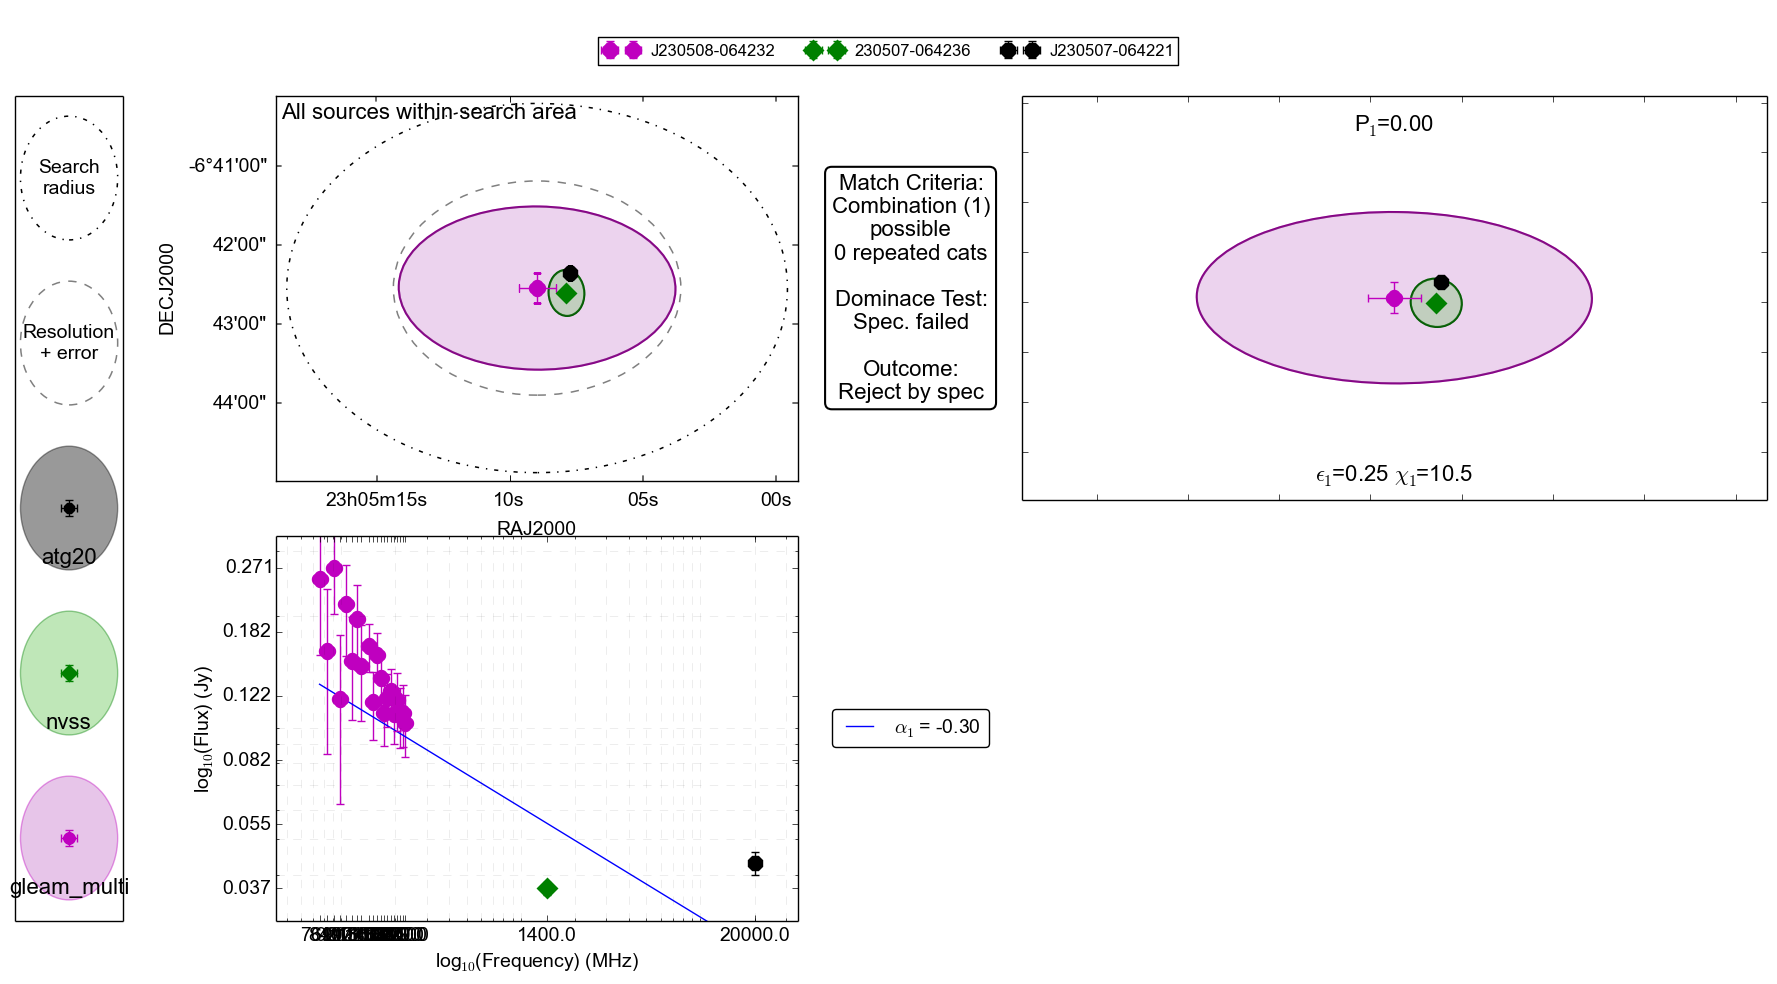 J230508-064232
230507-064236
J230507-064221
Search
radius
Resolution
+ error
atg20
nvss
gleam_multi
All sources within search area
DECJ2000
-6°41'00"
42'00"
43'00"
44'00"
23h05m15s
10s
05s
00s
RAJ2000
Match Criteria:
Combination (1)
possible
0 repeated cats
Dominace Test:
Spec. failed
Outcome:
Reject by spec
P₁=0.00
ϵ₁=0.25 χ₁=10.5
log₁₀(Flux) (Jy)
0.271
0.182
0.122
0.082
0.055
0.037
1400.0
20000.0
log₁₀(Frequency) (MHz)
α₁ = -0.30